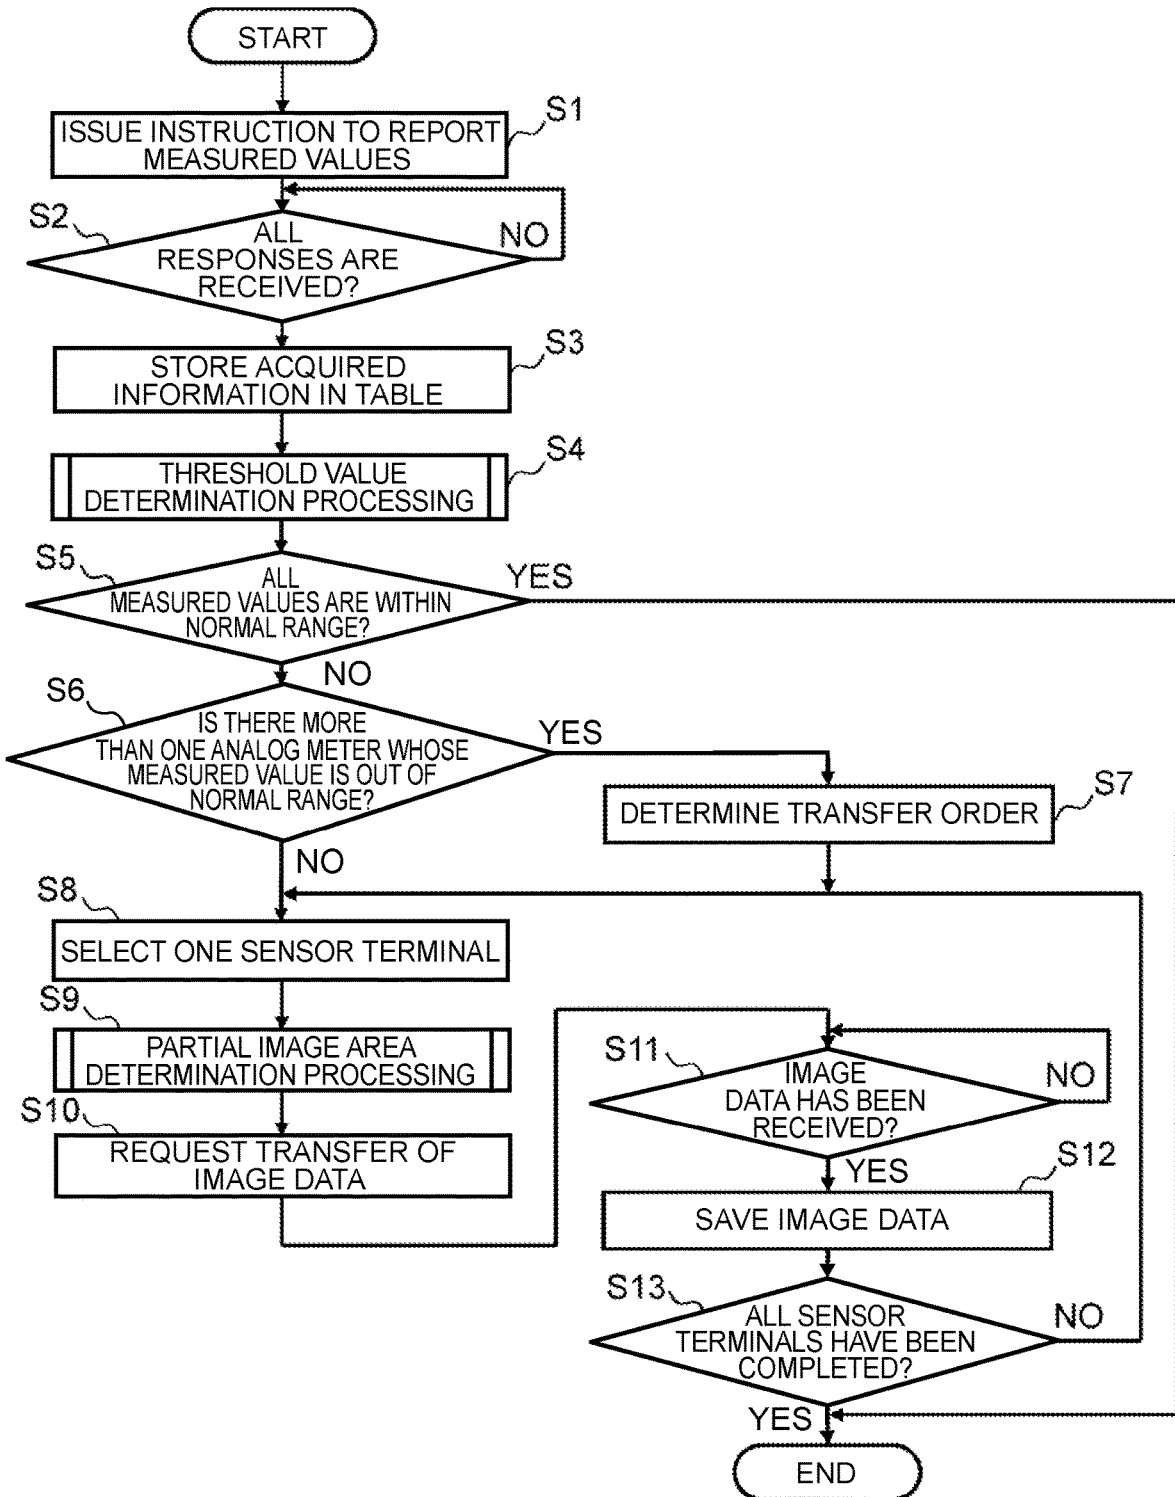 START
S1
ISSUE INSTRUCTION TO REPORT
MEASURED VALUES
S2
ALL
RESPONSES ARE
RECEIVED?
NO
S3
STORE ACQUIRED
INFORMATION IN TABLE
S4
THRESHOLD VALUE
DETERMINATION PROCESSING
S5
ALL
MEASURED VALUES ARE WITHIN
NORMAL RANGE?
YES
NO
S6
IS THERE MORE
THAN ONE ANALOG METER WHOSE
MEASURED VALUE IS OUT OF
NORMAL RANGE?
YES
S7
DETERMINE TRANSFER ORDER
NO
S8
SELECT ONE SENSOR TERMINAL
S9
PARTIAL IMAGE AREA
DETERMINATION PROCESSING
S10
REQUEST TRANSFER OF
IMAGE DATA
S11
IMAGE
DATA HAS BEEN
RECEIVED?
NO
YES
S12
SAVE IMAGE DATA
S13
ALL SENSOR
TERMINALS HAVE BEEN
COMPLETED?
NO
YES
END